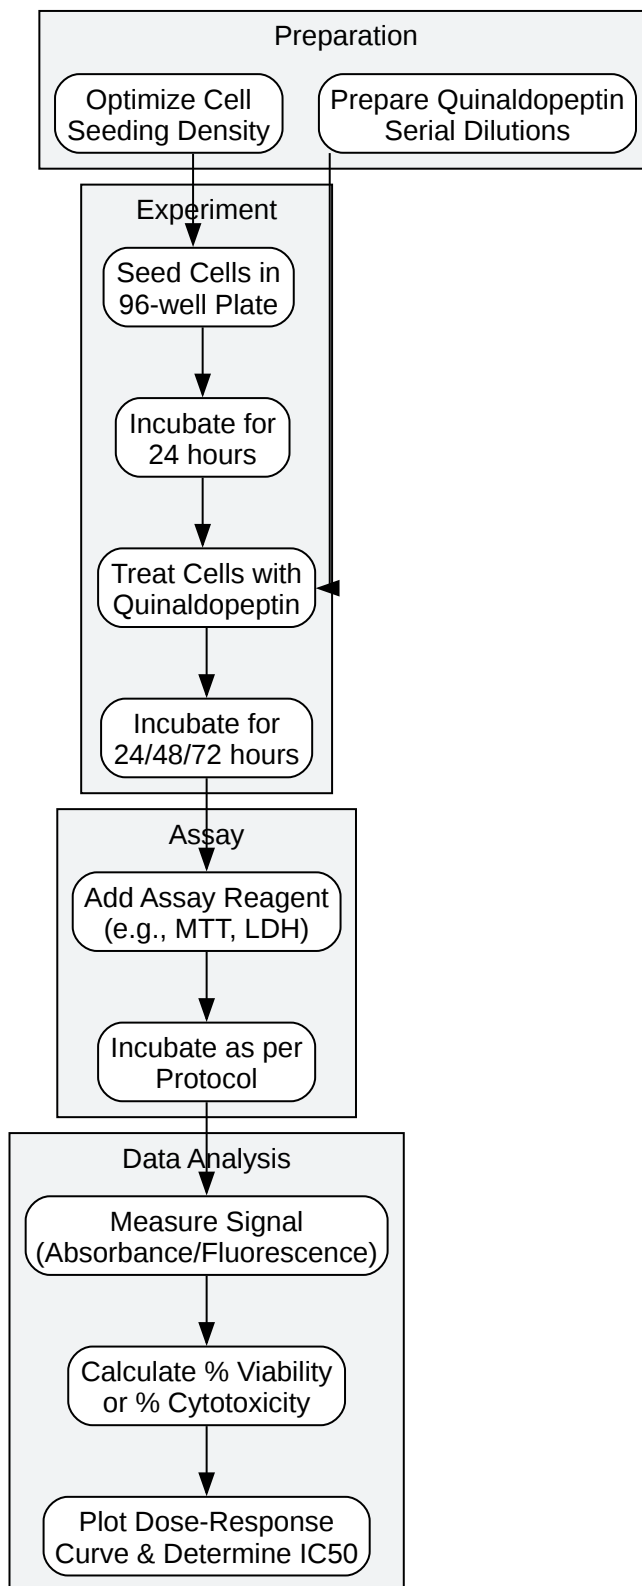 Preparation
Optimize Cell
Seeding Density
Prepare Quinaldopeptin
Serial Dilutions
Experiment
Seed Cells in
96-well Plate
Incubate for
24 hours
Treat Cells with
Quinaldopeptin
Incubate for
24/48/72 hours
Assay
Add Assay Reagent
(e.g., MTT, LDH)
Incubate as per
Protocol
Data Analysis
Measure Signal
(Absorbance/Fluorescence)
Calculate % Viability
or % Cytotoxicity
Plot Dose-Response
Curve & Determine IC50